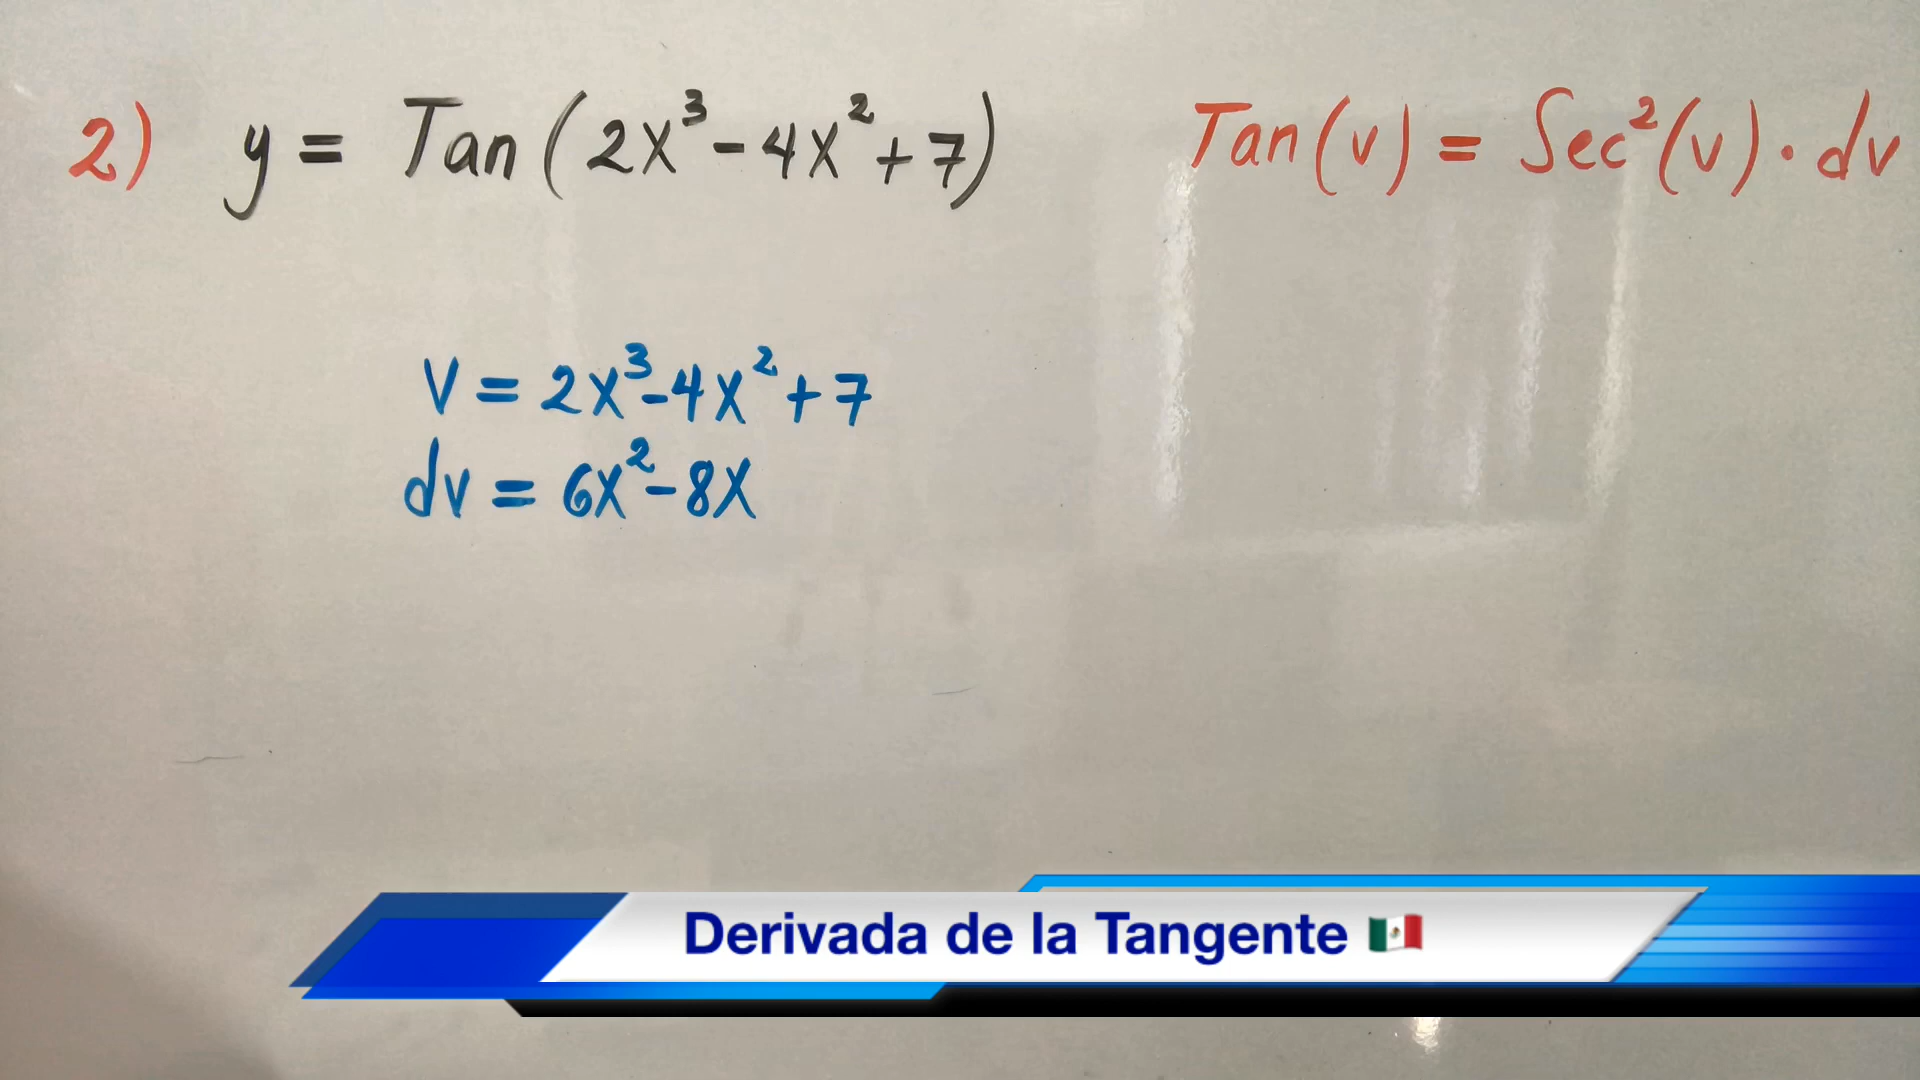 2) y = Tan(2x³-4x²+7) Tan(v) = Sec²(v)·dv
v = 2x³-4x²+7
dv = 6x²-8x
Derivada de la Tangente 🇲🇽